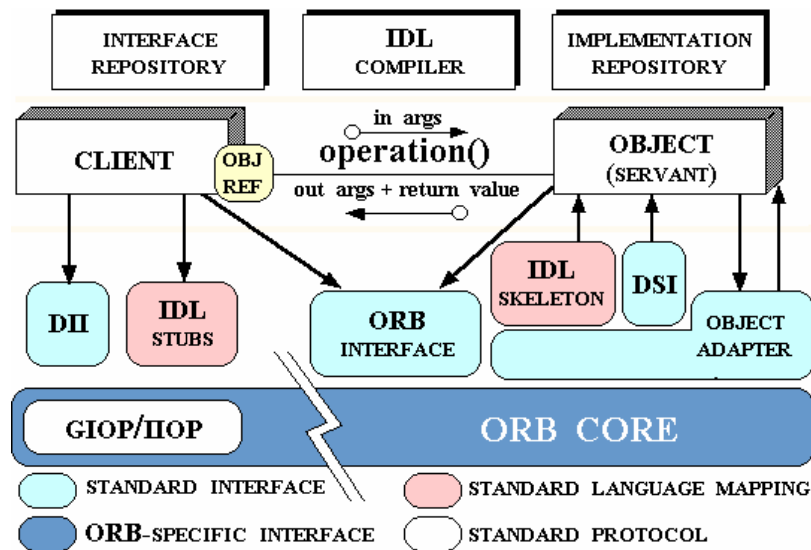 INTERFACE
REPOSITORY
IDL
COMPILER
IMPLEMENTATION
REPOSITORY
CLIENT
OBJ
REF
in args
operation()
out args + return value
OBJECT
(SERVANT)
DII
IDL
STUBS
ORB
INTERFACE
IDL
SKELETON
DSI
OBJECT
ADAPTER
GIOP/IIOP
ORB CORE
STANDARD INTERFACE
STANDARD LANGUAGE MAPPING
ORB-SPECIFIC INTERFACE
STANDARD PROTOCOL